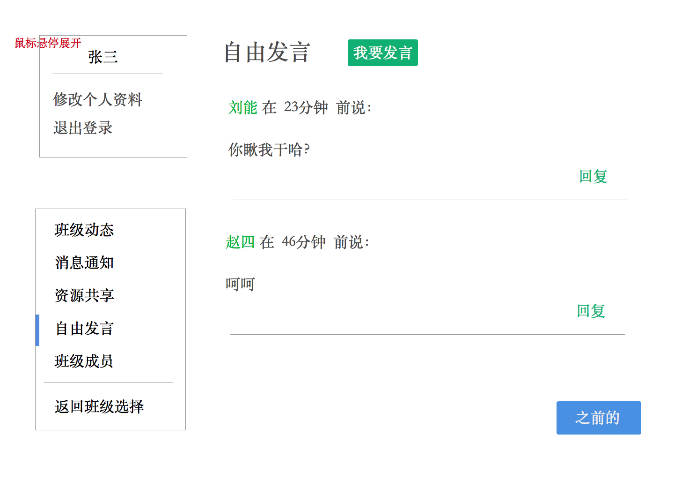 鼠标悬停展开
张三
修改个人资料
退出登录
班级动态
消息通知
资源共享
自由发言
班级成员
返回班级选择
自由发言
我要发言
刘能 在 23分钟 前说：
你瞅我干哈?
回复
赵四 在 46分钟 前说：
呵呵
回复
之前的